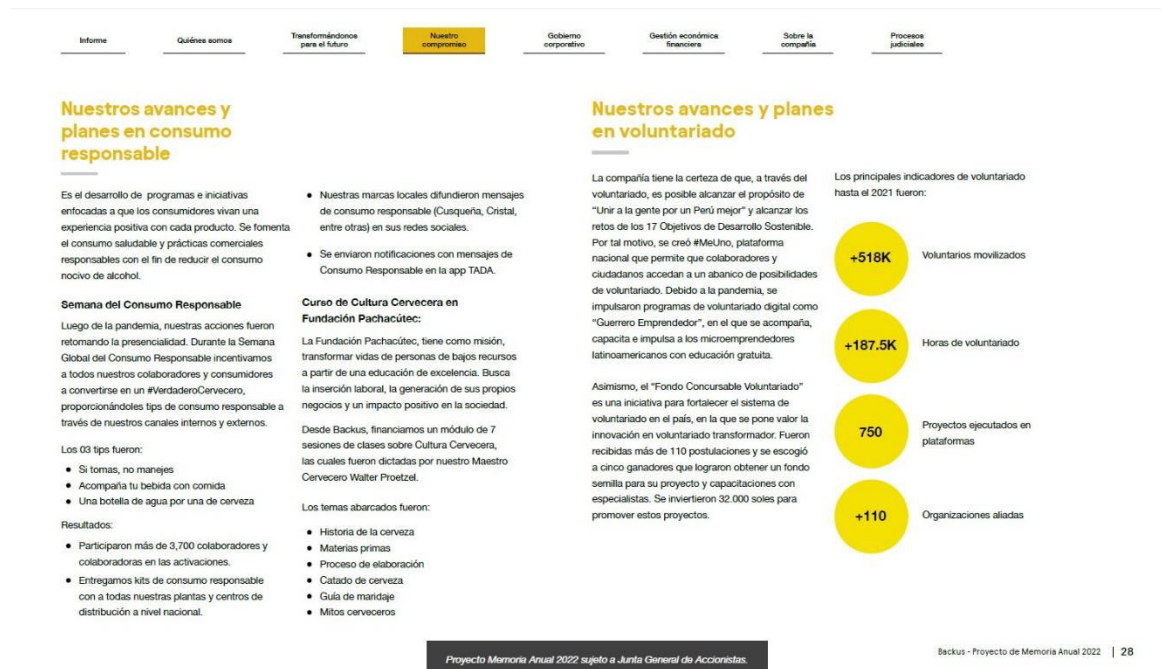 Informe
Quiénes somos
Transformándonos
para el futuro
Nuestro
compromiso
Gobierno
corporativo
Gestión económica
financiera
Sobre la
compañía
Procesos
judiciales
Nuestros avances y
planes en consumo
responsable
Es el desarrollo de programas e iniciativas
enfocadas a que los consumidores vivan una
experiencia positiva con cada producto. Se fomenta
el consumo saludable y prácticas comerciales
responsables con el fin de reducir el consumo
nocivo de alcohol.
Semana del Consumo Responsable
Luego de la pandemia, nuestras acciones fueron
retomando la presencialidad. Durante la Semana
Global del Consumo Responsable incentivamos
a todos nuestros colaboradores y consumidores
a convertirse en un #VerdaderoCervecero,
proporcionándoles tips de consumo responsable a
través de nuestros canales internos y externos.
Los 03 tips fueron:
• Si tomas, no manejes
• Acompaña tu bebida con comida
• Una botella de agua por una de cerveza
Resultados:
• Participaron más de 3,700 colaboradores y
colaboradoras en las activaciones.
• Entregamos kits de consumo responsable
con a todas nuestras plantas y centros de
distribución a nivel nacional.
• Nuestras marcas locales difundieron mensajes
de consumo responsable (Cusqueña, Cristal,
entre otras) en sus redes sociales.
• Se enviaron notificaciones con mensajes de
Consumo Responsable en la app TADA.
Curso de Cultura Cervecera en
Fundación Pachacútec:
La Fundación Pachacútec, tiene como misión,
transformar vidas de personas de bajos recursos
a partir de una educación de excelencia. Busca
la inserción laboral, la generación de sus propios
negocios y un impacto positivo en la sociedad.
Desde Backus, financiamos un módulo de 7
sesiones de clases sobre Cultura Cervecera,
las cuales fueron dictadas por nuestro Maestro
Cervecero Walter Proetzel.
Los temas abarcados fueron:
• Historia de la cerveza
• Materias primas
• Proceso de elaboración
• Catado de cerveza
• Guía de maridaje
• Mitos cerveceros
Nuestros avances y planes
en voluntariado
La compañía tiene la certeza de que, a través del
voluntariado, es posible alcanzar el propósito de
“Unir a la gente por un Perú mejor” y alcanzar los
retos de los 17 Objetivos de Desarrollo Sostenible.
Por tal motivo, se creó #MeUno, plataforma
nacional que permite que colaboradores y
ciudadanos accedan a un abanico de posibilidades
de voluntariado. Debido a la pandemia, se
impulsaron programas de voluntariado digital como
“Guerrero Emprendedor”, en el que se acompaña,
capacita e impulsa a los microemprendedores
latinoamericanos con educación gratuita.
Asimismo, el “Fondo Concursable Voluntariado”
es una iniciativa para fortalecer el sistema de
voluntariado en el país, en la que se pone valor la
innovación en voluntariado transformador. Fueron
recibidas más de 110 postulaciones y se escogió
a cinco ganadores que lograron obtener un fondo
semilla para su proyecto y capacitaciones con
especialistas. Se invirtieron 32.000 soles para
promover estos proyectos.
Los principales indicadores de voluntariado
hasta el 2021 fueron:
+518K
Voluntarios movilizados
+187.5K
Horas de voluntariado
750
Proyectos ejecutados en
plataformas
+110
Organizaciones aliadas
Proyecto Memoria Anual 2022 sujeto a Junta General de Accionistas.
Backus - Proyecto de Memoria Anual 2022 | 28